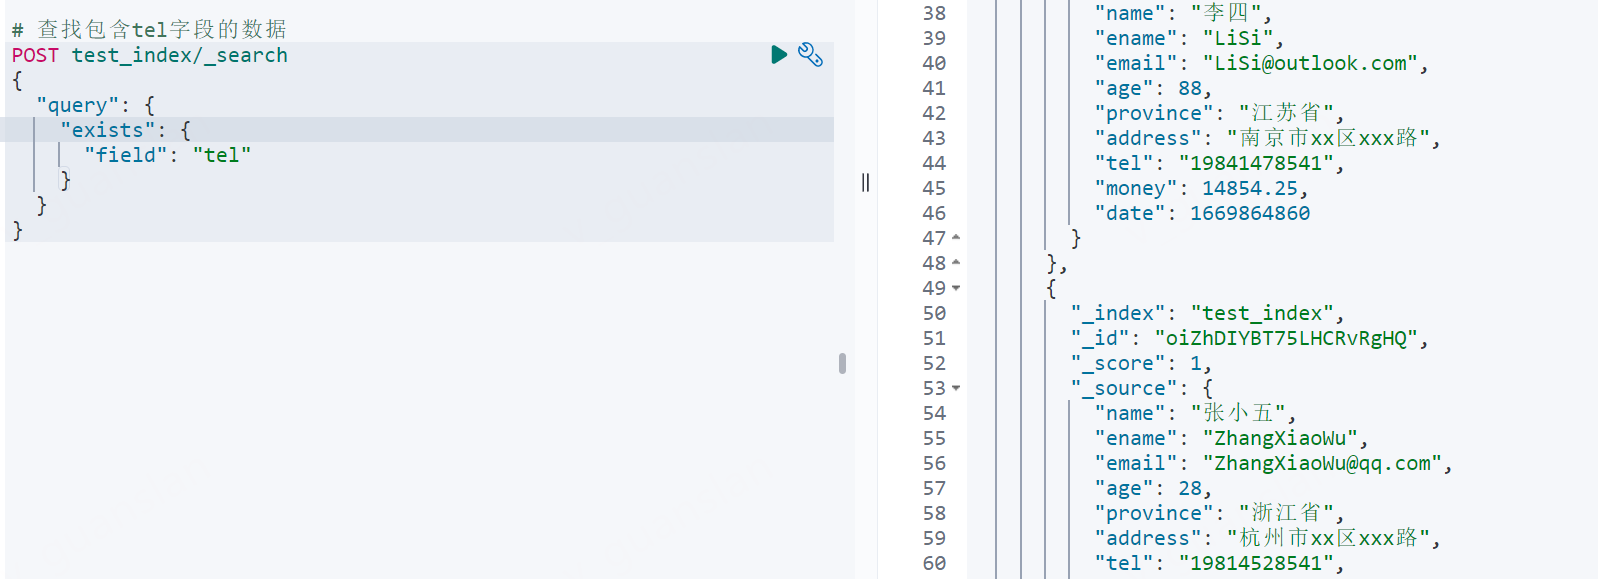 # 查找包含tel字段的数据
POST test_index/_search
{
  "query": {
    "exists": {
      "field": "tel"
    }
  }
}
38 "name": "李四",
39 "ename": "LiSi",
40 "email": "LiSi@outlook.com",
41 "age": 88,
42 "province": "江苏省",
43 "address": "南京市xx区xxx路",
44 "tel": "19841478541",
45 "money": 14854.25,
46 "date": 1669864860
47 }
48 },
49 {
50 "_index": "test_index",
51 "_id": "oiZhDIYBT75LHCRvRgHQ",
52 "_score": 1,
53 "_source": {
54 "name": "张小五",
55 "ename": "ZhangXiaoWu",
56 "email": "ZhangXiaoWu@qq.com",
57 "age": 28,
58 "province": "浙江省",
59 "address": "杭州市xx区xxx路",
60 "tel": "19814528541",